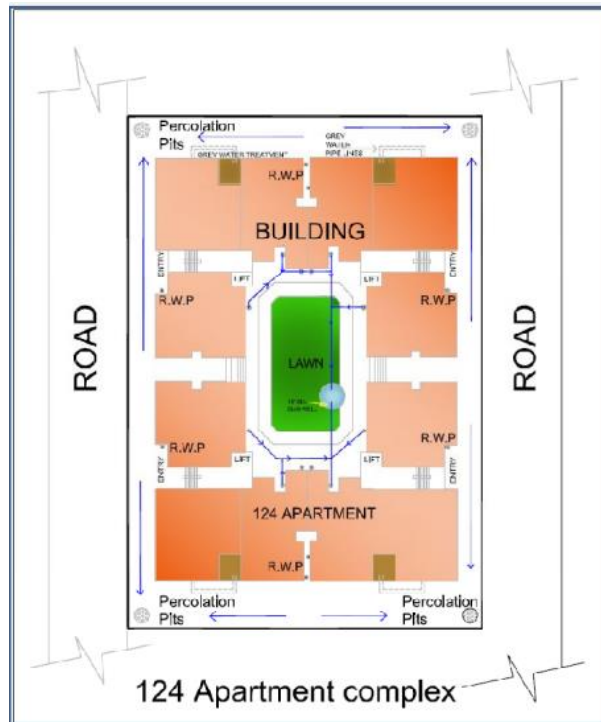 Percolation
Pits
GREY
WATER
PIPE LINES
GREY WATER TREATMENT
R.W.P
BUILDING
ENTRY
LIFT
LIFT
ENTRY
R.W.P
R.W.P
ROAD
LAWN
ROAD
R.W.P
R.W.P
ENTRY
LIFT
LIFT
ENTRY
124 APARTMENT
R.W.P
Percolation
Pits
Percolation
Pits
124 Apartment complex